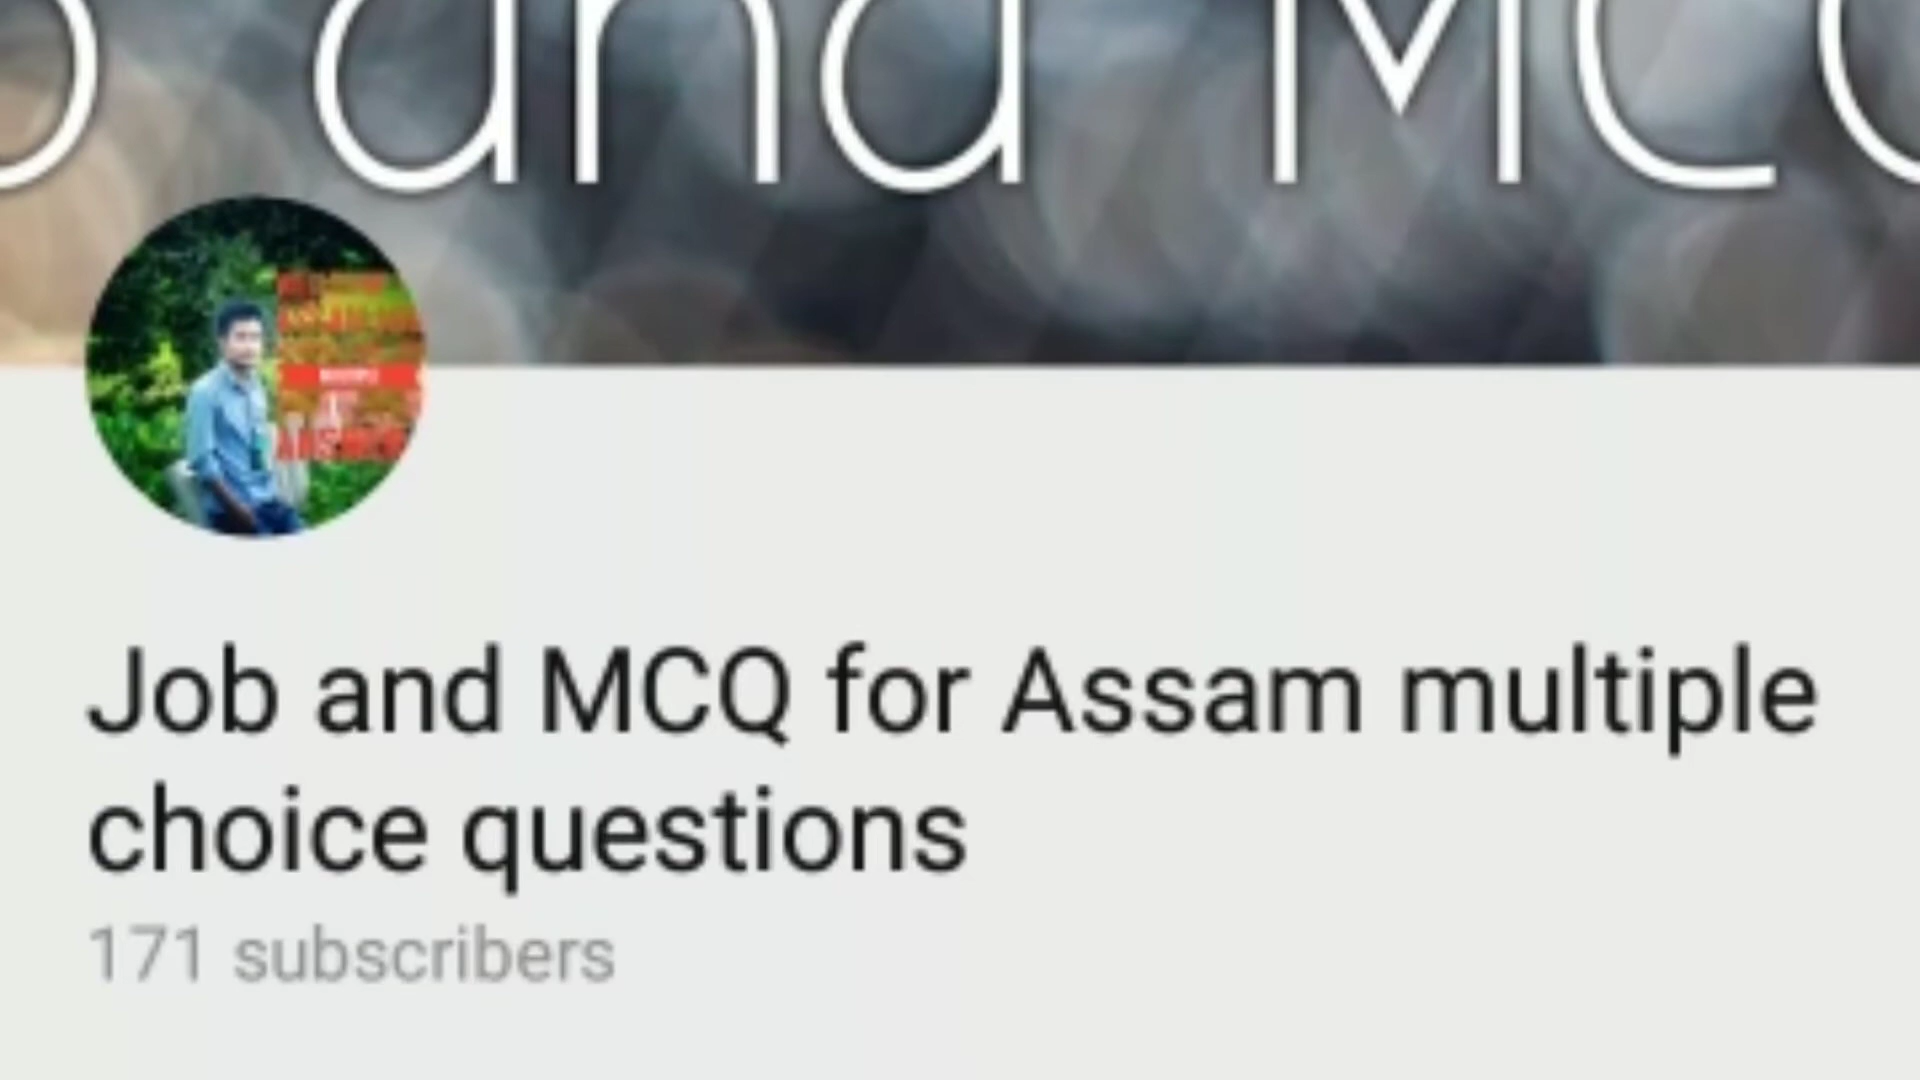 and MC
Job and MCQ for Assam multiple
choice questions
171 subscribers